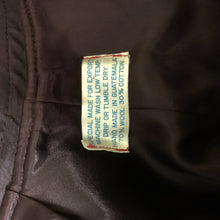 SPECIAL MADE FOR EXPORT
MACHINE WASH LOW TEMP
DRIP OR TUMBLE DRY
HAND MADE IN GUATEMALA
70% WOOL 30% COTTON